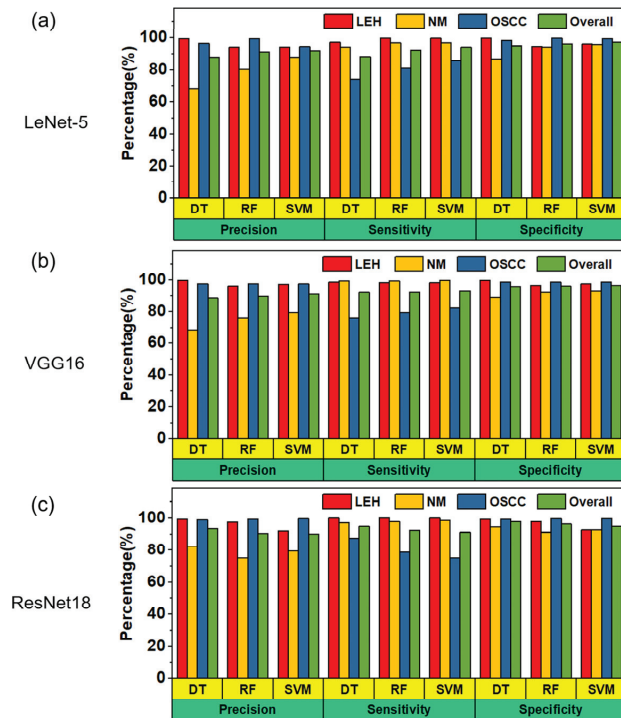 (a)
LeNet-5
Percentage(%)
100
80
60
40
20
0
LEH NM OSCC Overall
DT RF SVM DT RF SVM DT RF SVM
Precision Sensitivity Specificity
(b)
VGG16
Percentage(%)
100
80
60
40
20
0
LEH NM OSCC Overall
DT RF SVM DT RF SVM DT RF SVM
Precision Sensitivity Specificity
(c)
ResNet18
Percentage(%)
100
80
60
40
20
0
LEH NM OSCC Overall
DT RF SVM DT RF SVM DT RF SVM
Precision Sensitivity Specificity